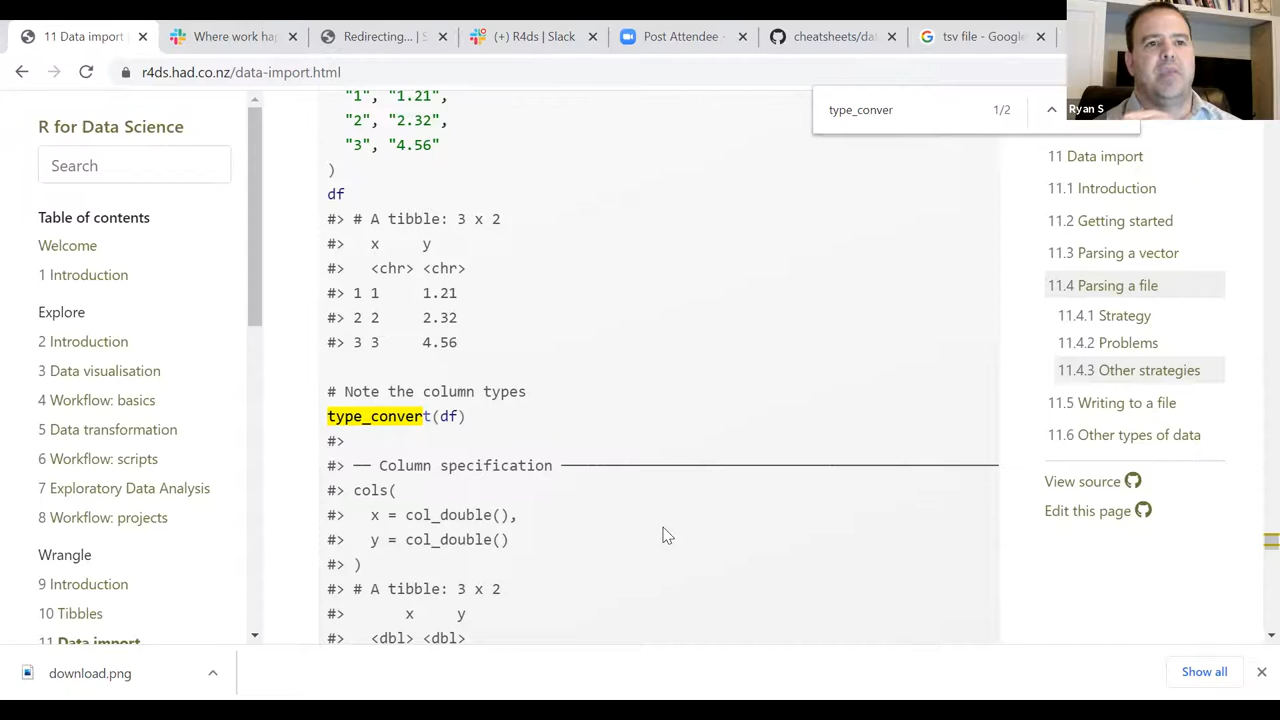 11 Data import
Where work ha
Redirecting... | S
(+) R4ds | Slack
Post Attendee -
cheatsheets/da
tsv file - Google
r4ds.had.co.nz/data-import.html
type_conver 1/2
Ryan S
R for Data Science
Search
Table of contents
Welcome
1 Introduction
Explore
2 Introduction
3 Data visualisation
4 Workflow: basics
5 Data transformation
6 Workflow: scripts
7 Exploratory Data Analysis
8 Workflow: projects
Wrangle
9 Introduction
10 Tibbles
11 Data import
"1", "1.21",
"2", "2.32",
"3", "4.56"
)
df
#> # A tibble: 3 x 2
#> x y
#> <chr> <chr>
#> 1 1 1.21
#> 2 2 2.32
#> 3 3 4.56
# Note the column types
type_convert(df)
#>
#> ── Column specification ────────────────
#> cols(
#> x = col_double(),
#> y = col_double()
#> )
#> # A tibble: 3 x 2
#> x y
#> <dbl> <dbl>
11 Data import
11.1 Introduction
11.2 Getting started
11.3 Parsing a vector
11.4 Parsing a file
11.4.1 Strategy
11.4.2 Problems
11.4.3 Other strategies
11.5 Writing to a file
11.6 Other types of data
View source
Edit this page
download.png
Show all